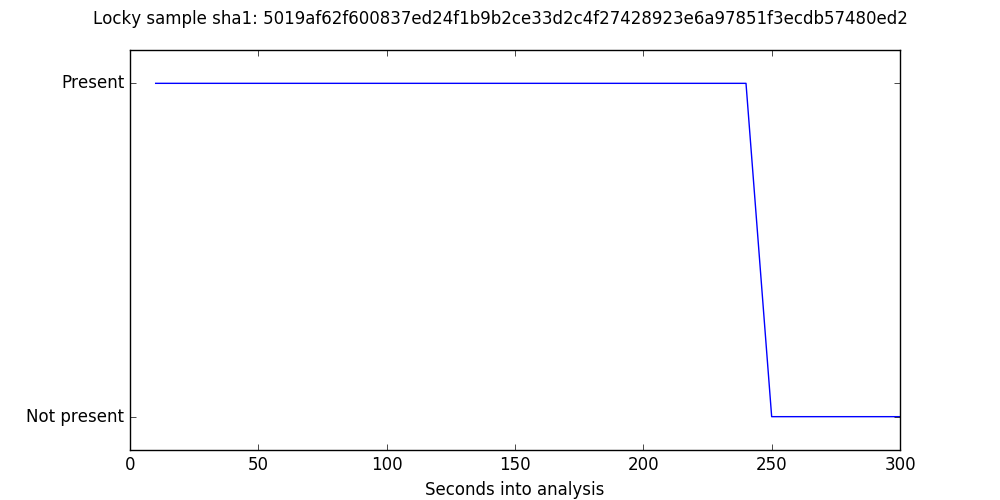 Locky sample sha1: 5019af62f600837ed24f1b9b2ce33d2c4f27428923e6a97851f3ecdb57480ed2
Present
Not present
0 50 100 150 200 250 300
Seconds into analysis